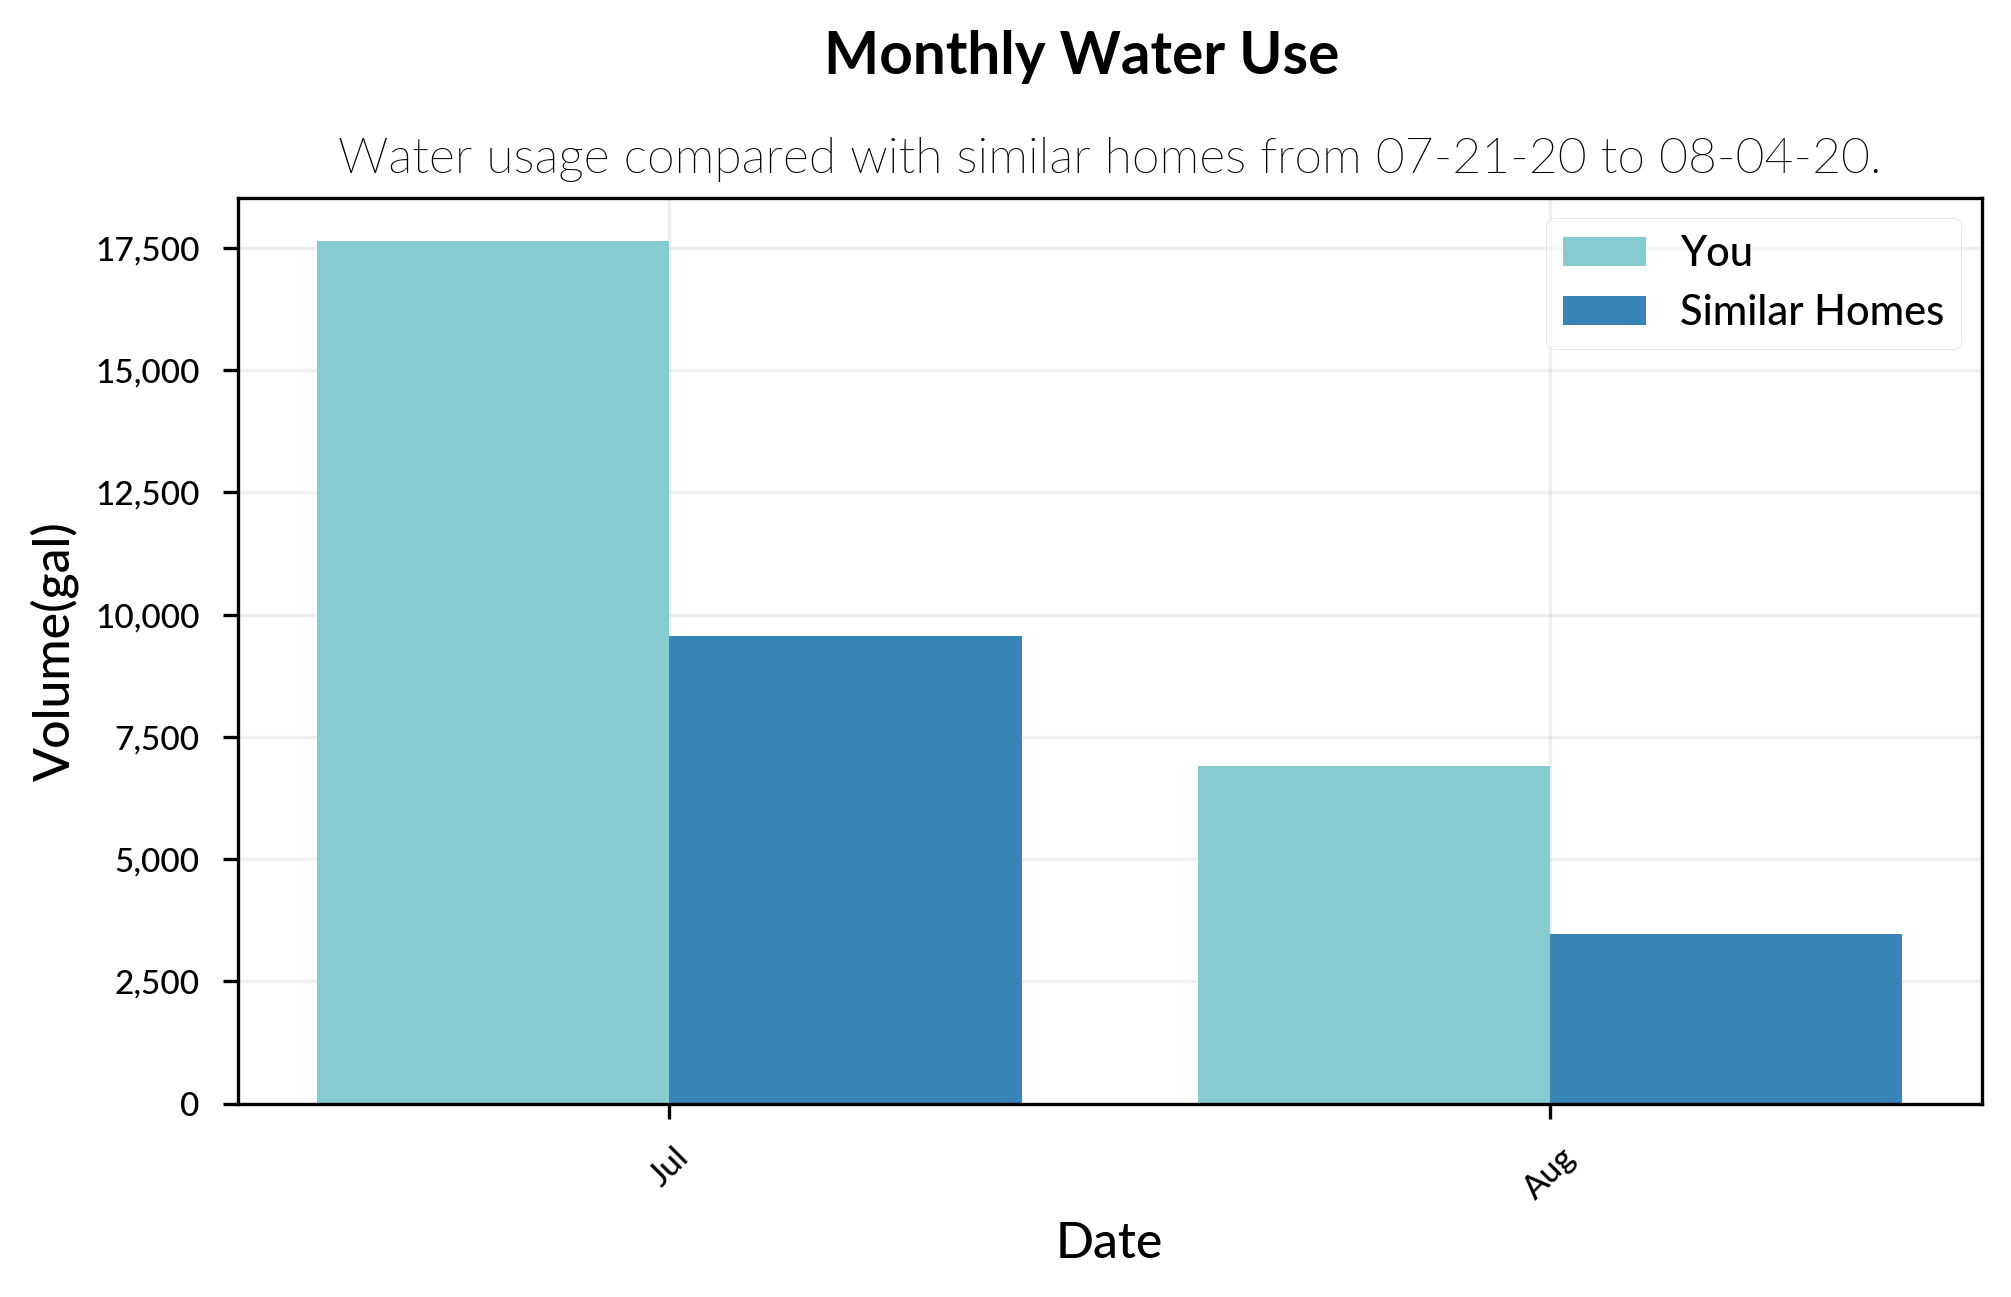 Monthly Water Use
Water usage compared with similar homes from 07-21-20 to 08-04-20.
You
Similar Homes
Volume(gal)
17,500
15,000
12,500
10,000
7,500
5,000
2,500
0
Jul
Aug
Date